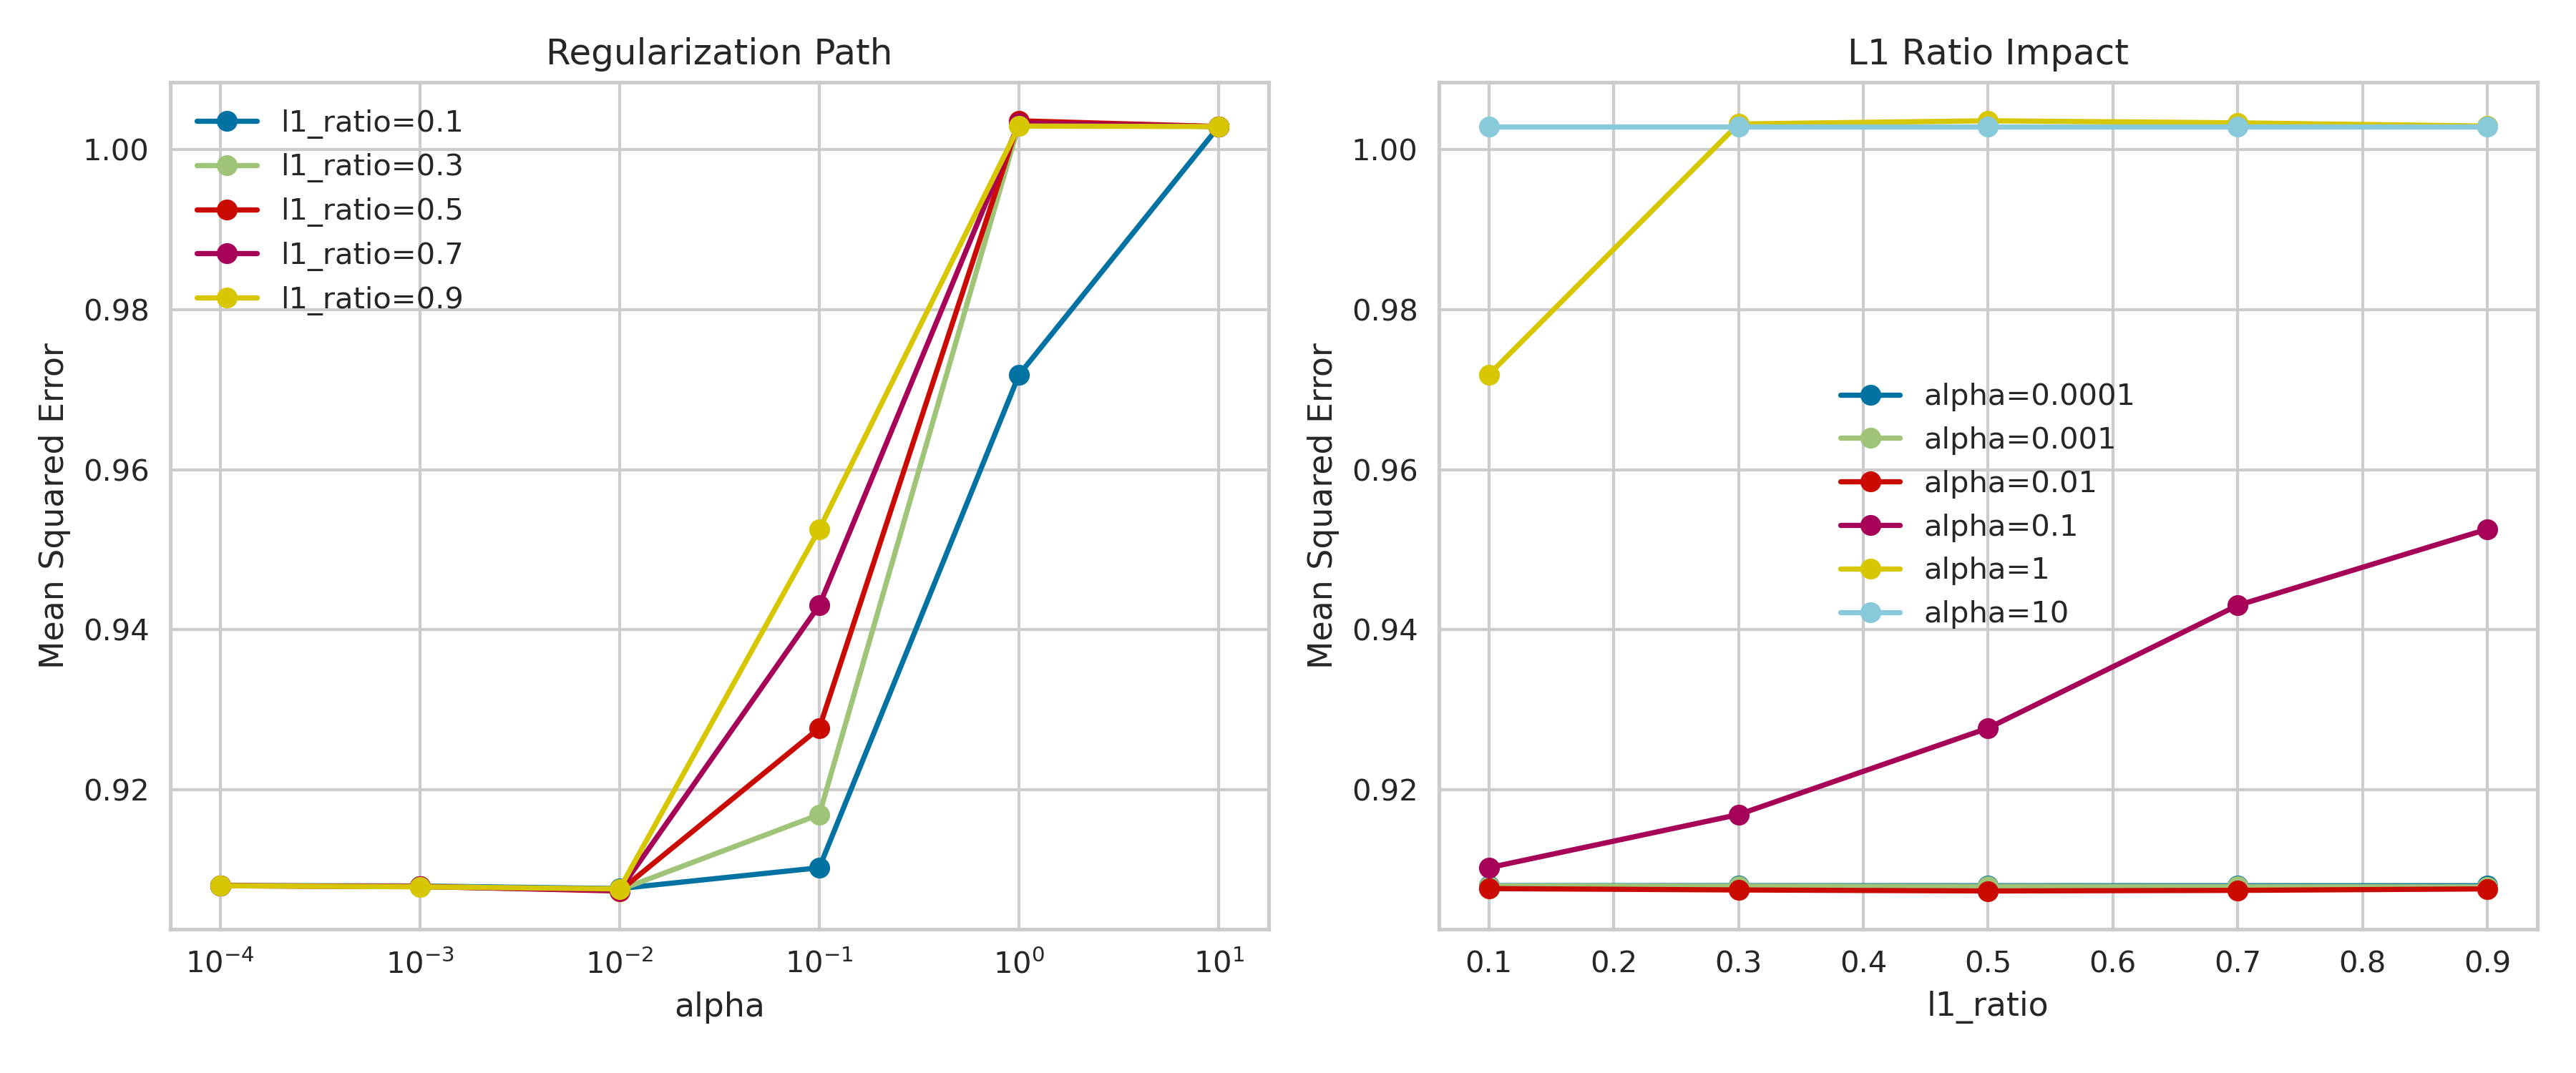 Regularization Path
Mean Squared Error
1.00
0.98
0.96
0.94
0.92
l1_ratio=0.1
l1_ratio=0.3
l1_ratio=0.5
l1_ratio=0.7
l1_ratio=0.9
10⁻⁴ 10⁻³ 10⁻² 10⁻¹ 10⁰ 10¹
alpha
L1 Ratio Impact
Mean Squared Error
1.00
0.98
0.96
0.94
0.92
alpha=0.0001
alpha=0.001
alpha=0.01
alpha=0.1
alpha=1
alpha=10
0.1 0.2 0.3 0.4 0.5 0.6 0.7 0.8 0.9
l1_ratio